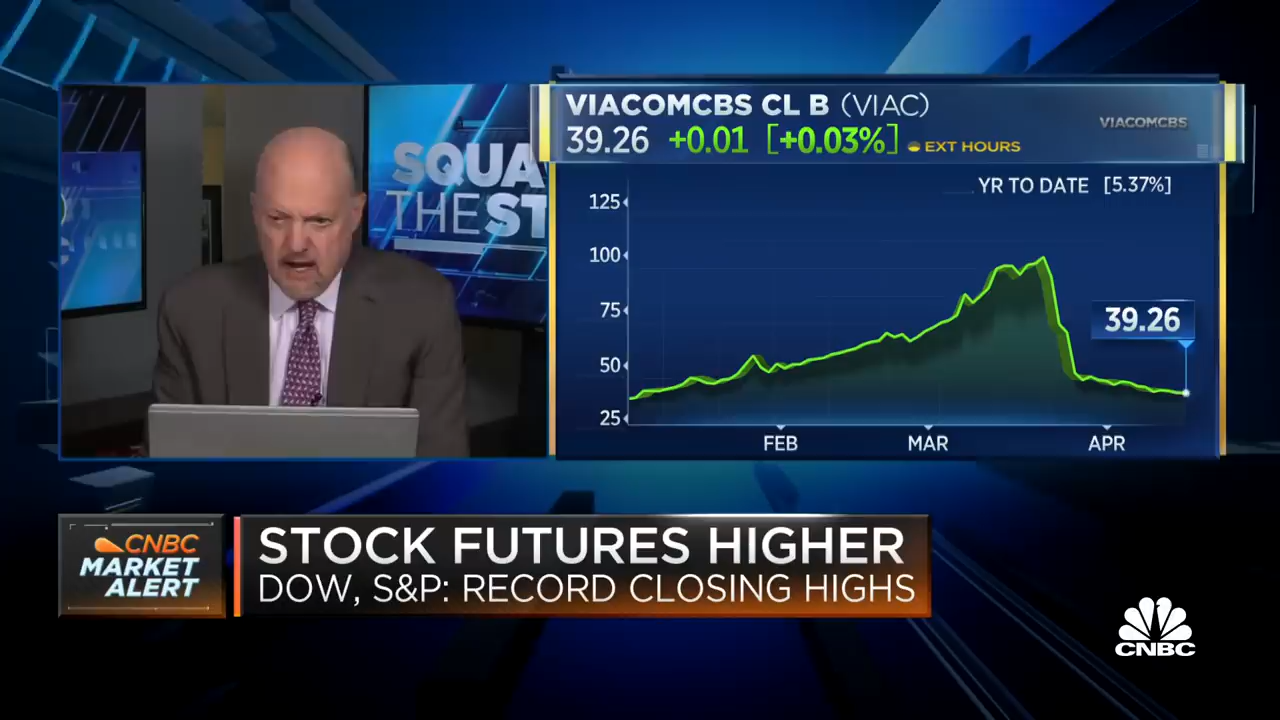 SQUA
THE ST
VIACOMCBS CL B (VIAC)
39.26 +0.01 [+0.03%] EXT HOURS
VIACOMCBS
YR TO DATE [5.37%]
125
100
75
50
25
39.26
FEB MAR APR
CNBC
MARKET
ALERT
STOCK FUTURES HIGHER
DOW, S&P: RECORD CLOSING HIGHS
CNBC